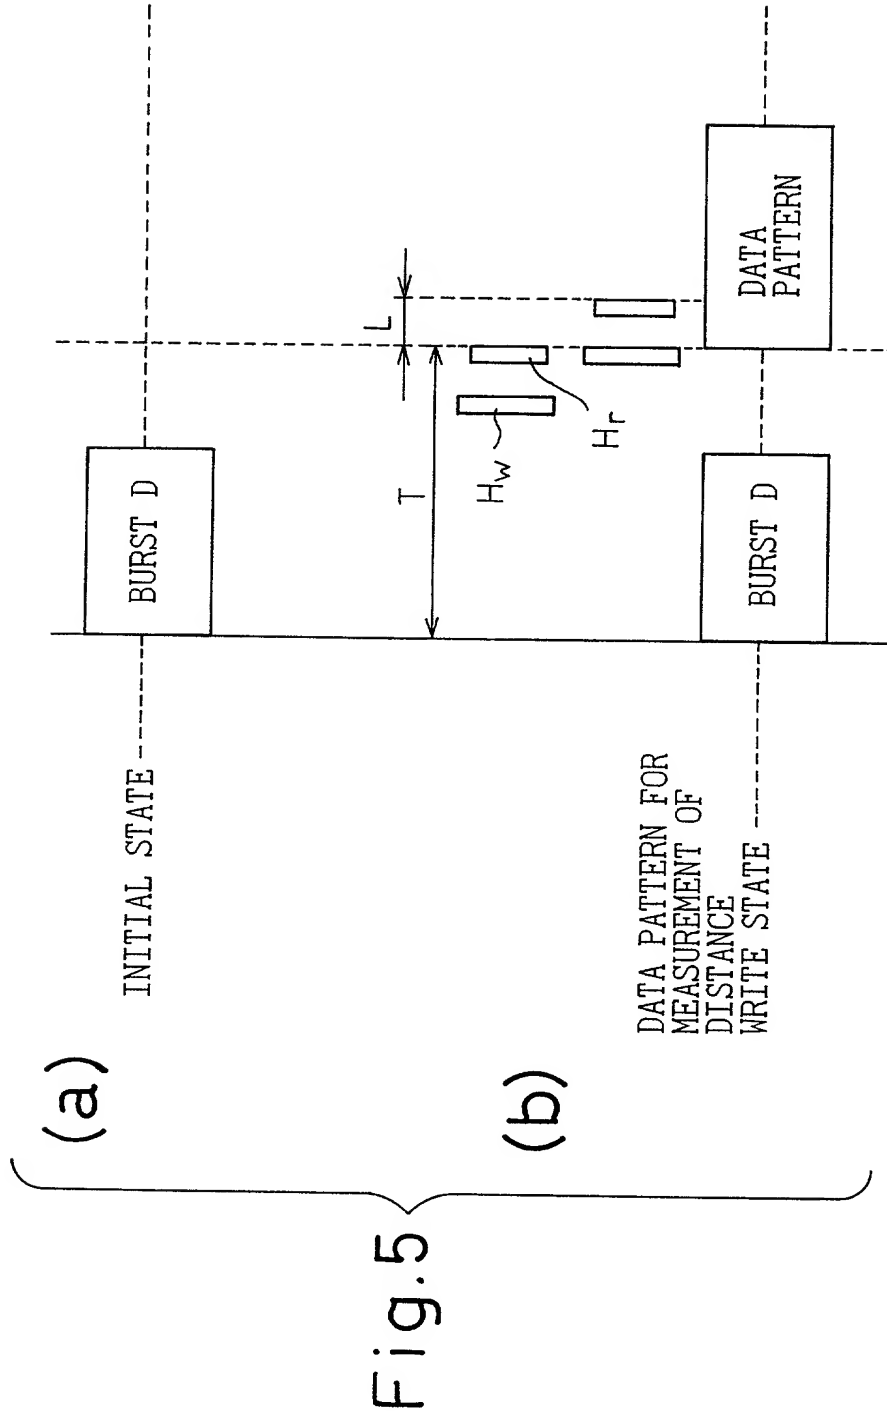 Fig.5
(a)
INITIAL STATE
BURST D
T
L
Hw
Hr
(b)
DATA PATTERN FOR
MEASUREMENT OF
DISTANCE
WRITE STATE
BURST D
DATA
PATTERN